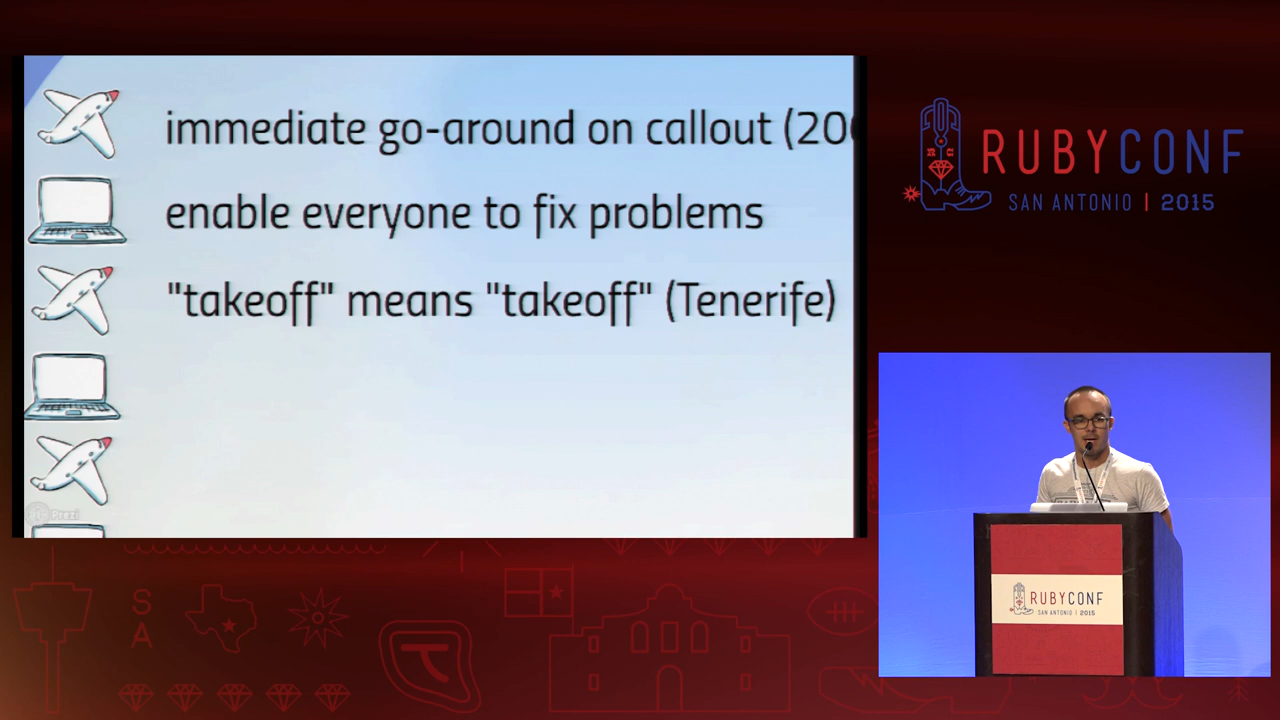 immediate go-around on callout (20
enable everyone to fix problems
"takeoff" means "takeoff" (Tenerife)
Prezi
RUBYCONF
SAN ANTONIO | 2015
RUBYCONF
SAN ANTONIO | 2015
S
A